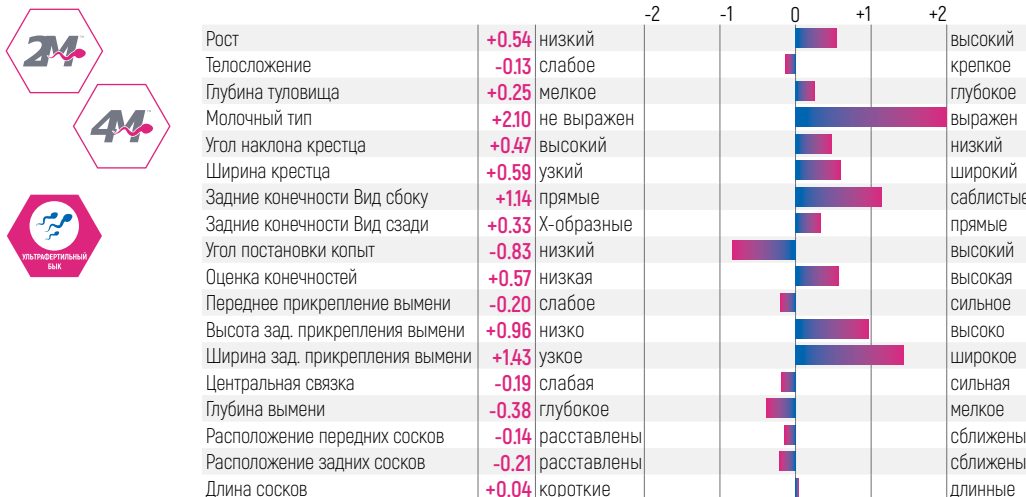 -2 -1 0 +1 +2
2M
4M
УЛЬТРАФЕРТИЛЬНЫЙ
БЫК
Рост +0.54 низкий высокий
Телосложение -0.13 слабое крепкое
Глубина туловища +0.25 мелкое глубокое
Молочный тип +2.10 не выражен выражен
Угол наклона крестца +0.47 высокий низкий
Ширина крестца +0.59 узкий широкий
Задние конечности Вид сбоку +1.14 прямые саблистые
Задние конечности Вид сзади +0.33 Х-образные прямые
Угол постановки копыт -0.83 низкий высокий
Оценка конечностей +0.57 низкая высокая
Переднее прикрепление вымени -0.20 слабое сильное
Высота зад. прикрепления вымени +0.96 низко высоко
Ширина зад. прикрепления вымени +1.43 узкое широкое
Центральная связка -0.19 слабая сильная
Глубина вымени -0.38 глубокое мелкое
Расположение передних сосков -0.14 расставлены сближены
Расположение задних сосков -0.21 расставлены сближены
Длина сосков +0.04 короткие длинные